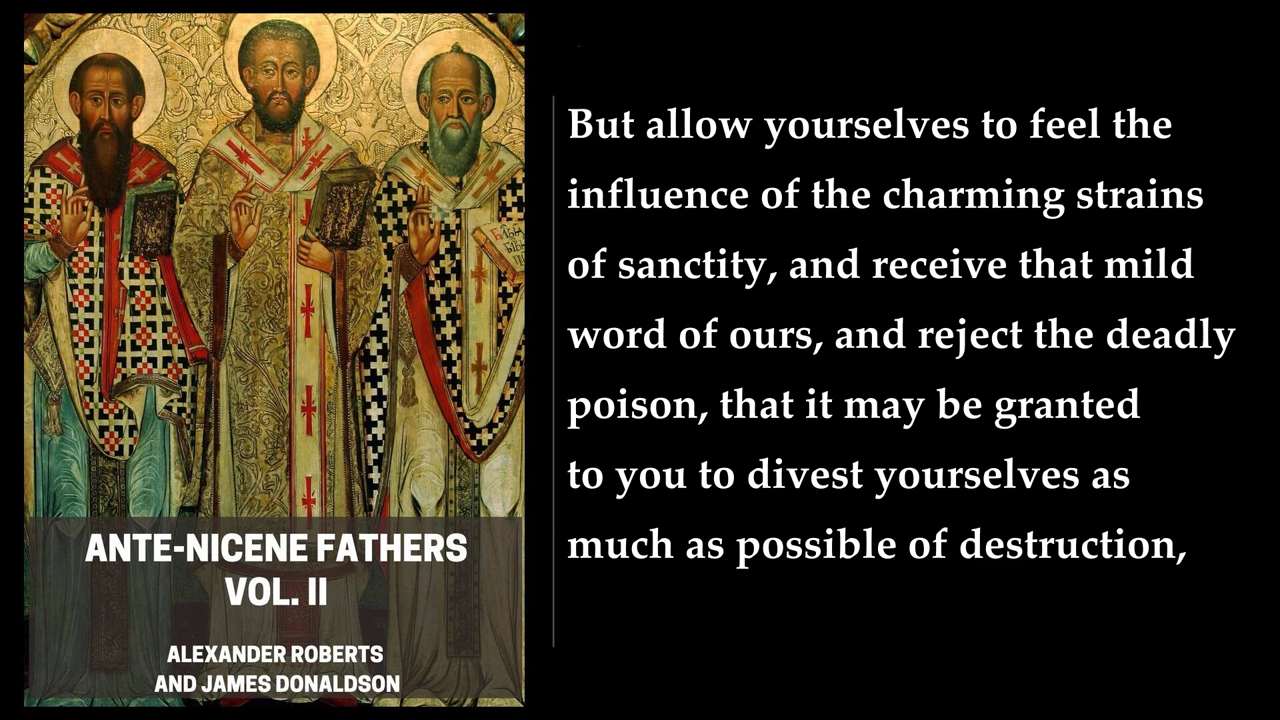 ANTE-NICENE FATHERS
VOL. II
ALEXANDER ROBERTS
AND JAMES DONALDSON
But allow yourselves to feel the
influence of the charming strains
of sanctity, and receive that mild
word of ours, and reject the deadly
poison, that it may be granted
to you to divest yourselves as
much as possible of destruction,